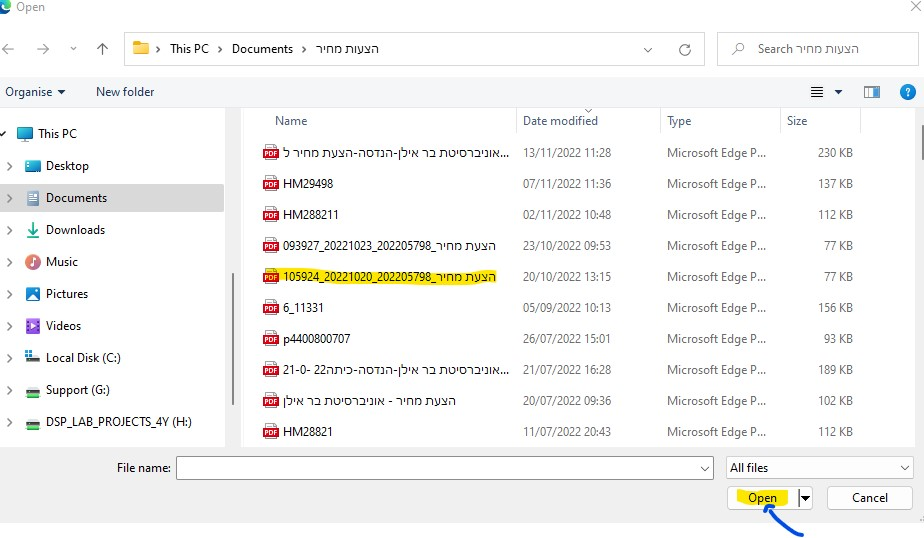 Open
This PC > Documents > הצעות מחיר
Search הצעות מחיר
Organise New folder
Name Date modified Type Size
This PC
Desktop
Documents
Downloads
Music
Pictures
Videos
Local Disk (C:)
Support (G:)
DSP_LAB_PROJECTS_4Y (H:)
אוניברסיטת בר אילן-הנדסה-הצעת מחיר ל... 13/11/2022 11:28 Microsoft Edge P... 230 KB
HM29498 07/11/2022 11:36 Microsoft Edge P... 137 KB
HM288211 02/11/2022 10:48 Microsoft Edge P... 112 KB
הצעת מחיר_202205798_20221023_093927 23/10/2022 09:53 Microsoft Edge P... 77 KB
הצעת מחיר_202205798_20221020_105924 20/10/2022 13:15 Microsoft Edge P... 77 KB
6_11331 05/09/2022 10:13 Microsoft Edge P... 156 KB
p4400800707 26/07/2022 15:01 Microsoft Edge P... 93 KB
אוניברסיטת בר אילן-הנדסה-כיתה22 -21-0... 21/07/2022 16:28 Microsoft Edge P... 189 KB
הצעת מחיר - אוניברסיטת בר אילן 20/07/2022 09:36 Microsoft Edge P... 102 KB
HM28821 11/07/2022 20:43 Microsoft Edge P... 112 KB
File name: All files
Open Cancel